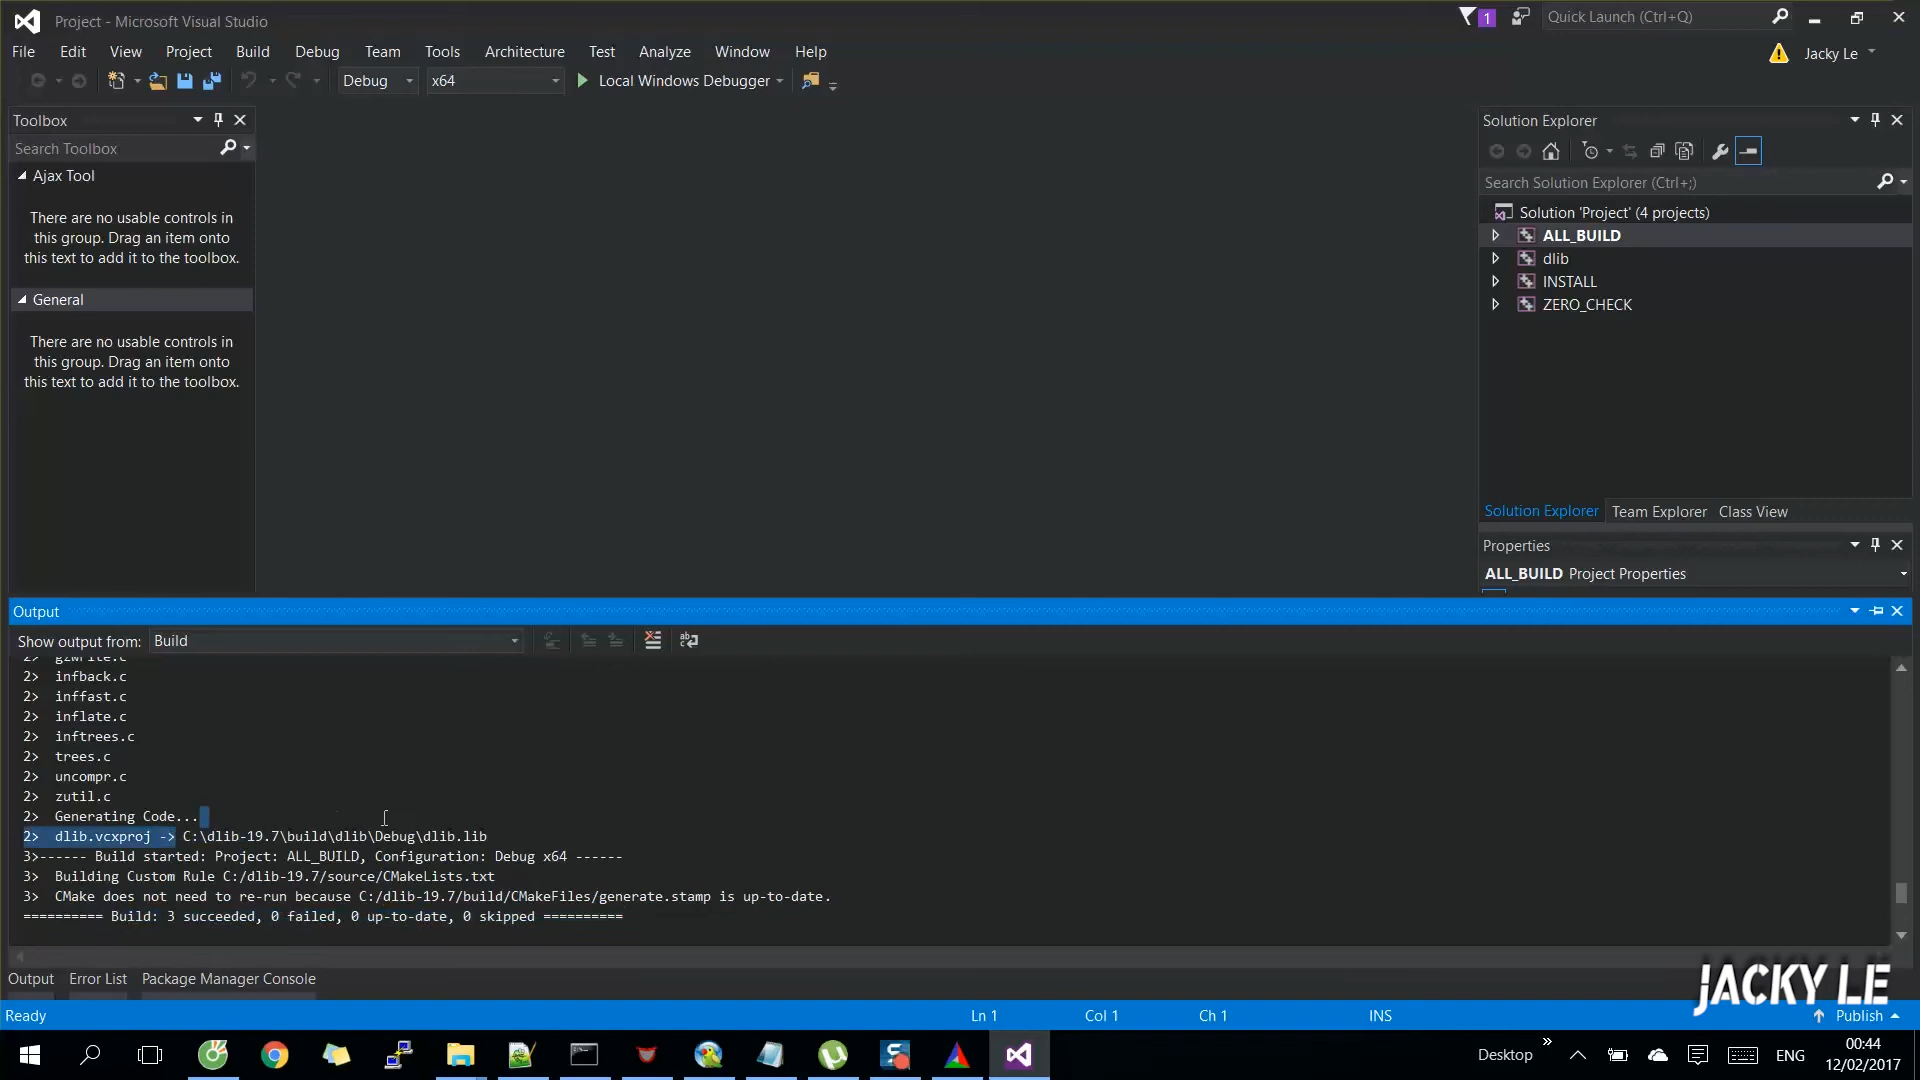 Project - Microsoft Visual Studio
1
Quick Launch (Ctrl+Q)
File Edit View Project Build Debug Team Tools Architecture Test Analyze Window Help
Jacky Le
Debug x64 Local Windows Debugger
Toolbox
Search Toolbox
Ajax Tool
There are no usable controls in
this group. Drag an item onto
this text to add it to the toolbox.
General
There are no usable controls in
this group. Drag an item onto
this text to add it to the toolbox.
Solution Explorer
Search Solution Explorer (Ctrl+;)
Solution 'Project' (4 projects)
ALL_BUILD
dlib
INSTALL
ZERO_CHECK
Solution Explorer Team Explorer Class View
Properties
ALL_BUILD Project Properties
Output
Show output from: Build
2> gzwrite.c
2> infback.c
2> inffast.c
2> inflate.c
2> inftrees.c
2> trees.c
2> uncompr.c
2> zutil.c
2> Generating Code...
2> dlib.vcxproj -> C:\dlib-19.7\build\dlib\Debug\dlib.lib
3>------ Build started: Project: ALL_BUILD, Configuration: Debug x64 ------
3> Building Custom Rule C:/dlib-19.7/source/CMakeLists.txt
3> CMake does not need to re-run because C:/dlib-19.7/build/CMakeFiles/generate.stamp is up-to-date.
========== Build: 3 succeeded, 0 failed, 0 up-to-date, 0 skipped ==========
Output Error List Package Manager Console
JACKY LE
Ready Ln 1 Col 1 Ch 1 INS Publish
Desktop ENG
00:44
12/02/2017